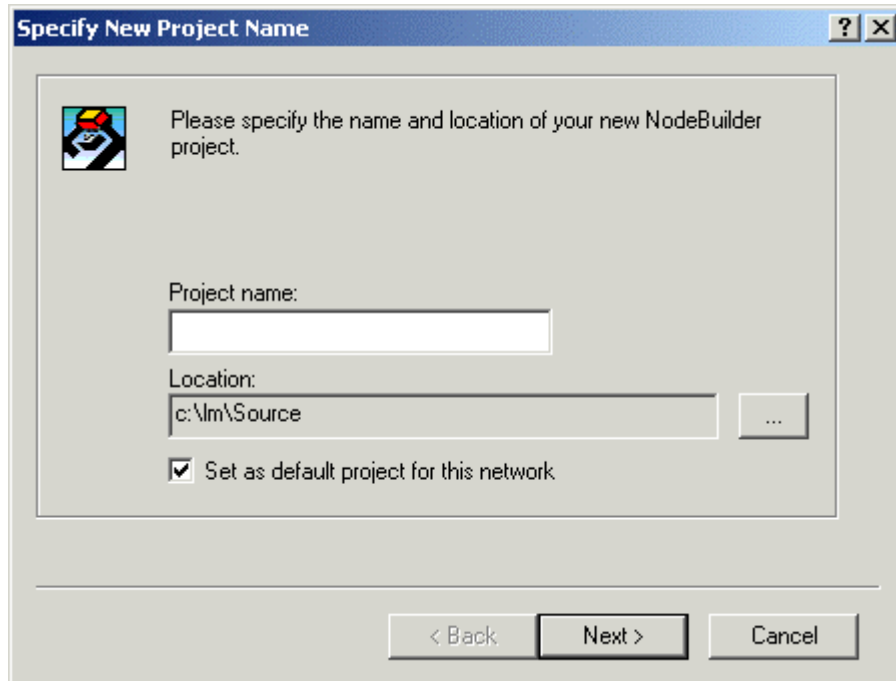 Specify New Project Name
Please specify the name and location of your new NodeBuilder
project.
Project name:
Location:
c:\lm\Source
...
Set as default project for this network
< Back
Next >
Cancel